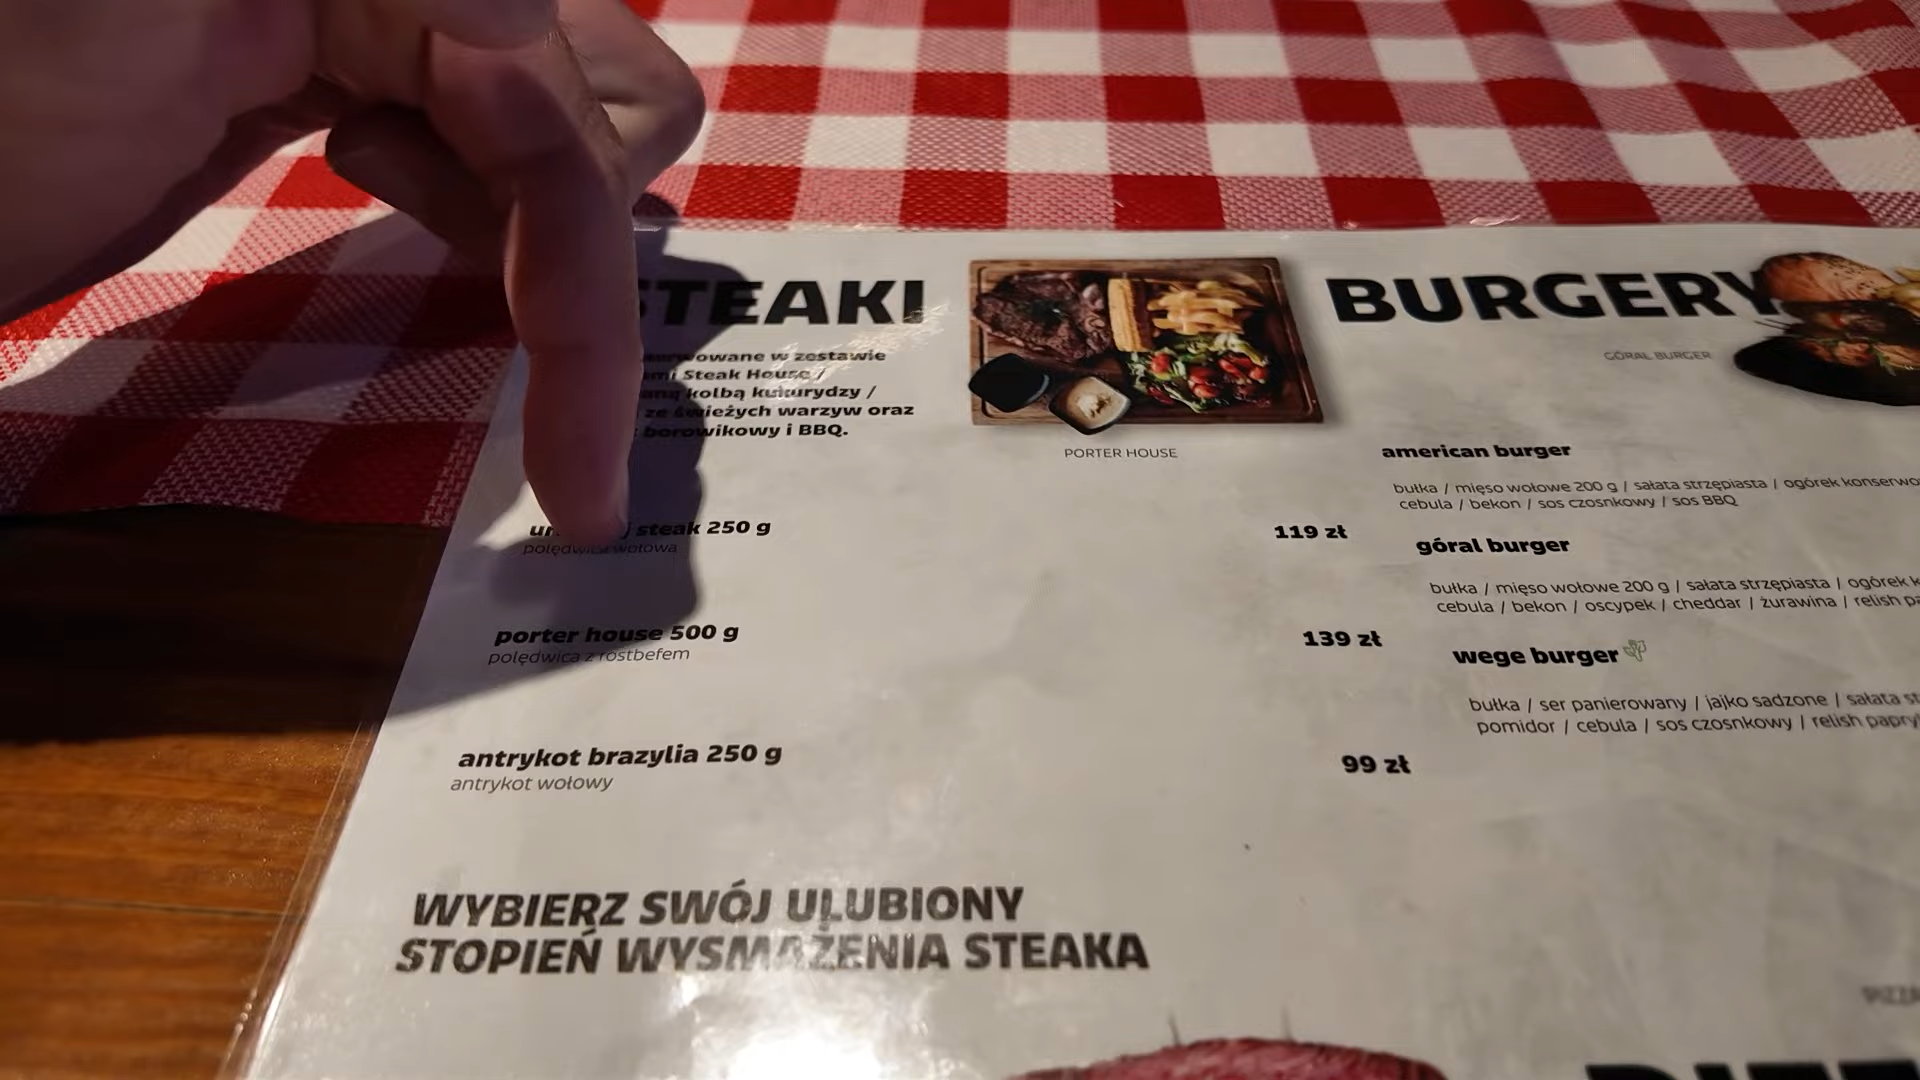 STEAKI
w zestawie
Steak House /
kolbą kukurydzy /
ze świeżych warzyw oraz
borowikowy i BBQ.
PORTER HOUSE
steak 250 g
119 zł
polędwica wołowa
porter house 500 g
139 zł
polędwica z rostbefem
antrykot brazylia 250 g
99 zł
antrykot wołowy
WYBIERZ SWÓJ ULUBIONY
STOPIEŃ WYSMAŻENIA STEAKA
BURGERY
GÓRAL BURGER
american burger
bułka / mięso wołowe 200 g / sałata strzępiasta / ogórek
cebula / bekon / sos czosnkowy / sos BBQ
góral burger
bułka / mięso wołowe 200 g / sałata strzępiasta / ogórek
cebula / bekon / oscypek / cheddar / żurawina / relish
wege burger
bułka / ser panierowany / jajko sadzone / sałata
pomidor / cebula / sos czosnkowy / relish